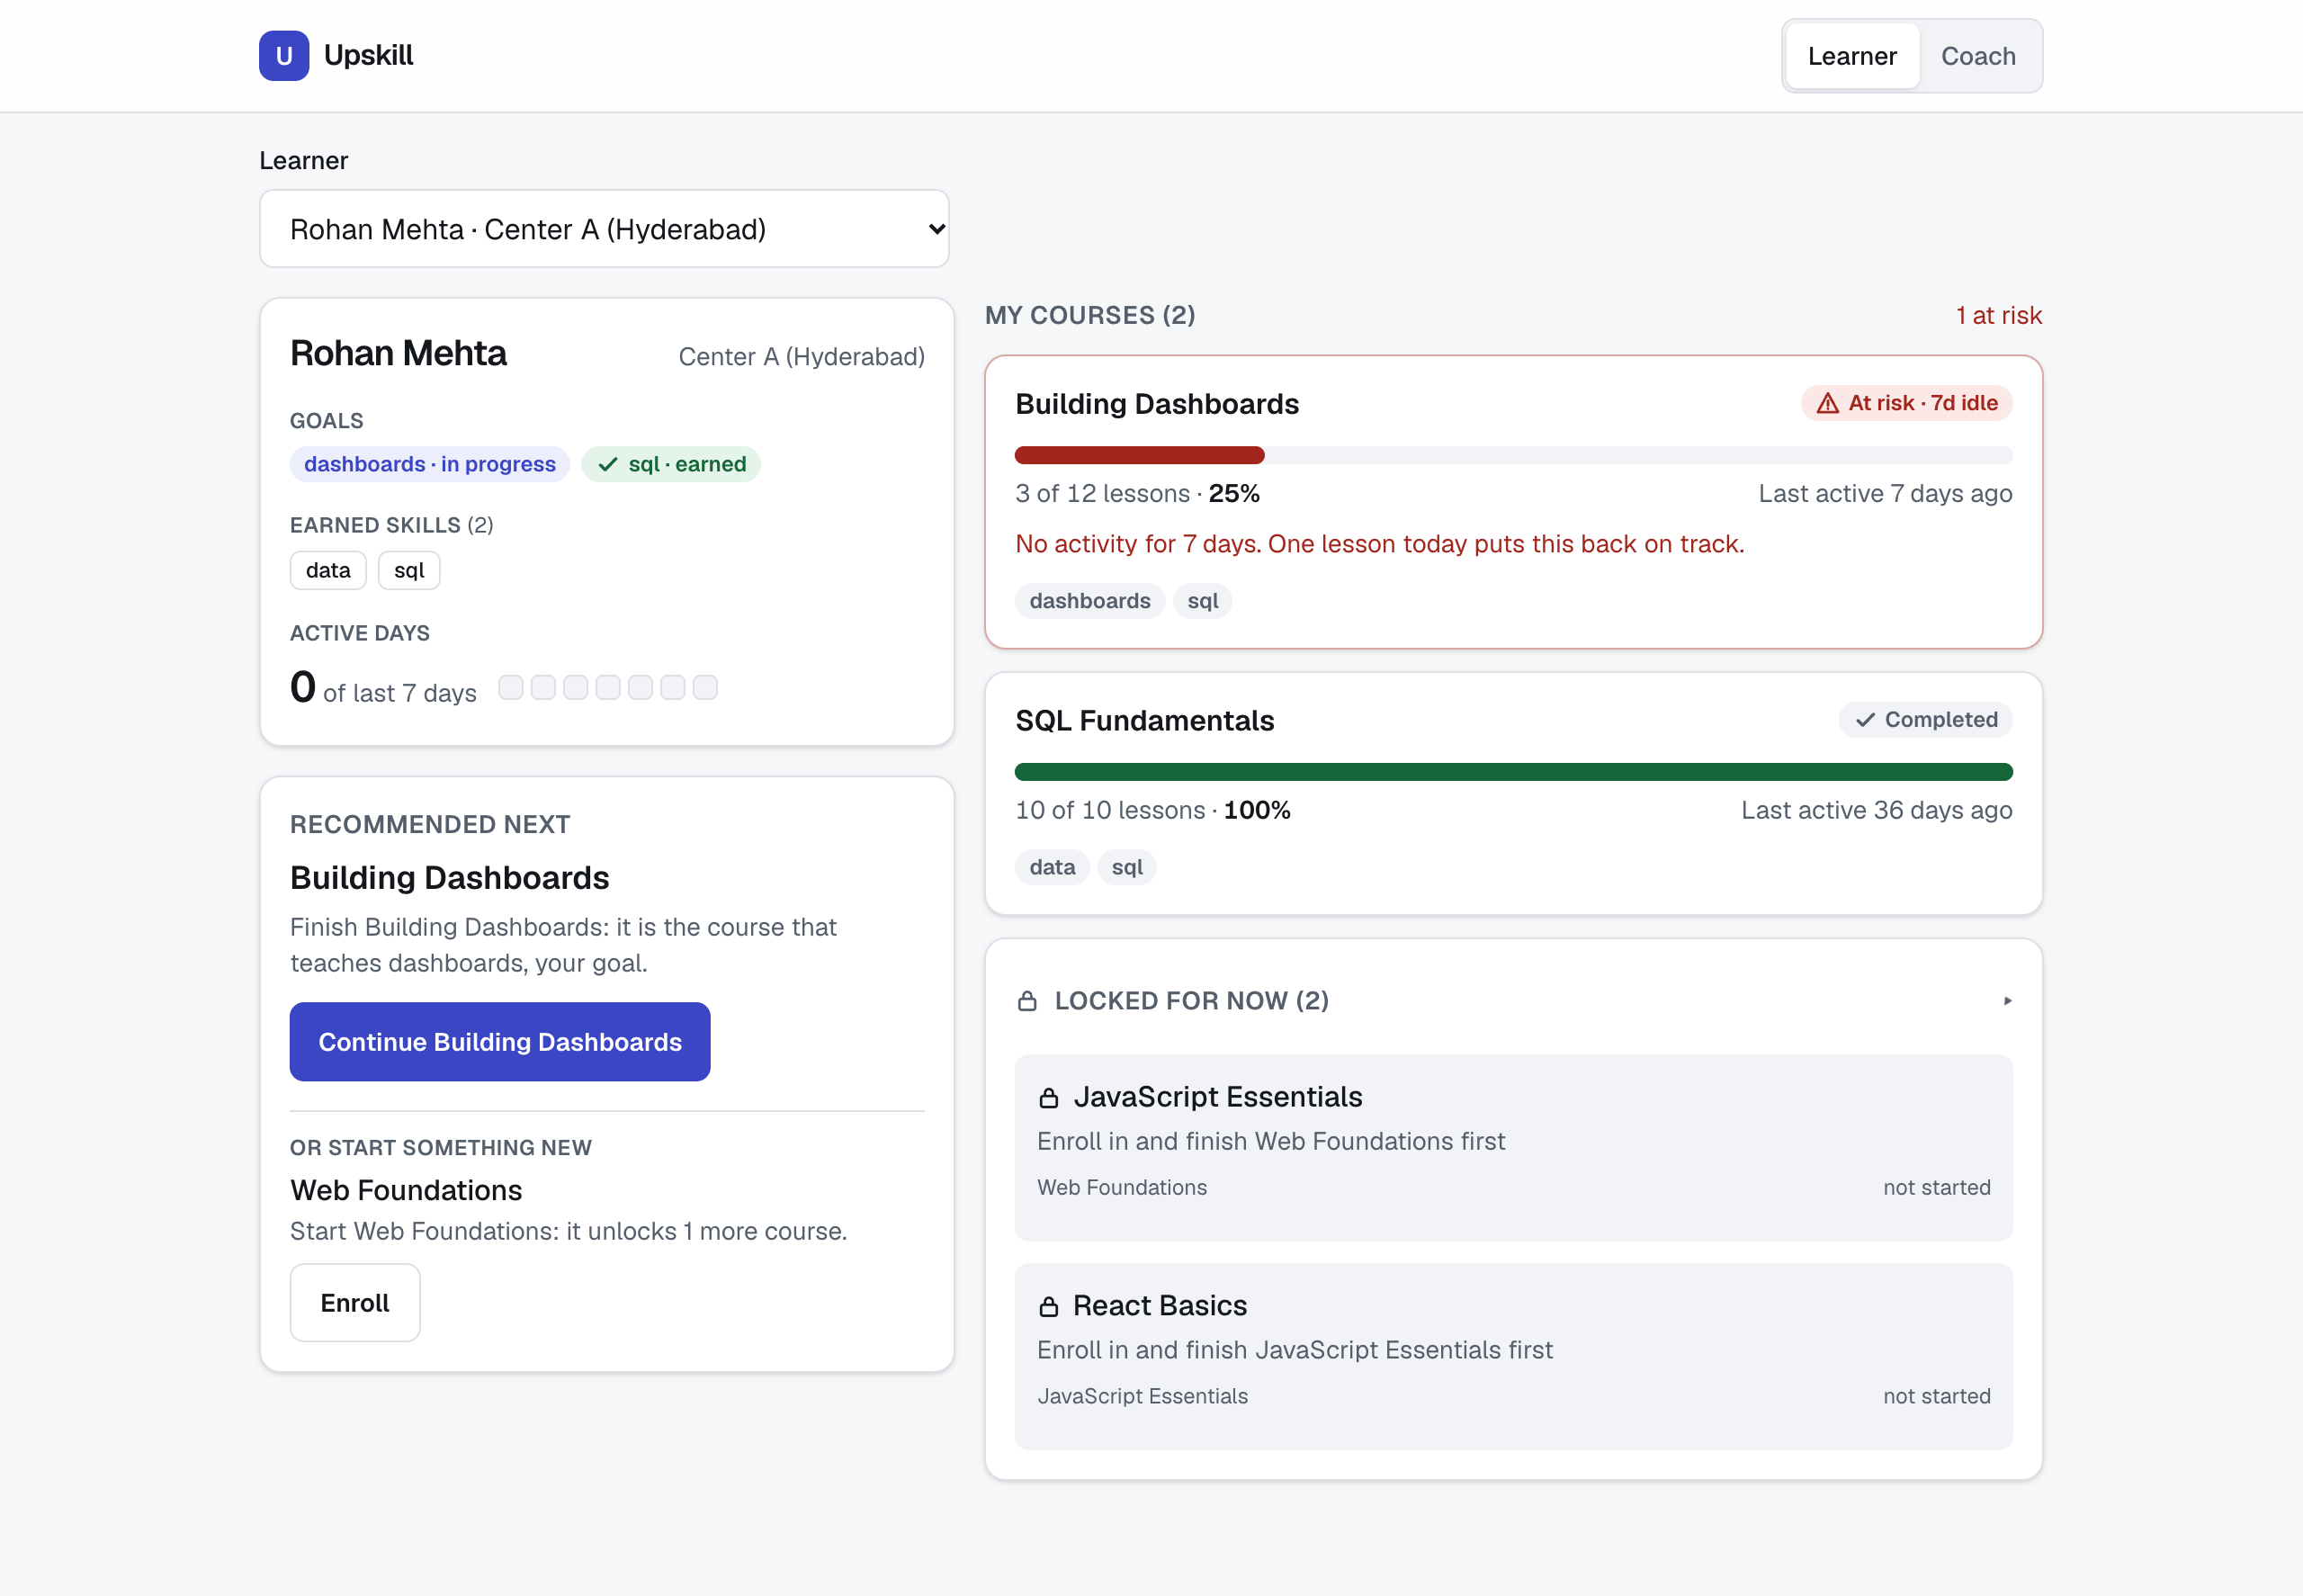 U Upskill
Learner Coach
Learner
Rohan Mehta · Center A (Hyderabad)
Rohan Mehta Center A (Hyderabad)
GOALS
dashboards · in progress sql · earned
EARNED SKILLS (2)
data sql
ACTIVE DAYS
0 of last 7 days
RECOMMENDED NEXT
Building Dashboards
Finish Building Dashboards: it is the course that
teaches dashboards, your goal.
Continue Building Dashboards
OR START SOMETHING NEW
Web Foundations
Start Web Foundations: it unlocks 1 more course.
Enroll
MY COURSES (2) 1 at risk
Building Dashboards At risk · 7d idle
3 of 12 lessons · 25% Last active 7 days ago
No activity for 7 days. One lesson today puts this back on track.
dashboards sql
SQL Fundamentals Completed
10 of 10 lessons · 100% Last active 36 days ago
data sql
LOCKED FOR NOW (2)
JavaScript Essentials
Enroll in and finish Web Foundations first
Web Foundations not started
React Basics
Enroll in and finish JavaScript Essentials first
JavaScript Essentials not started